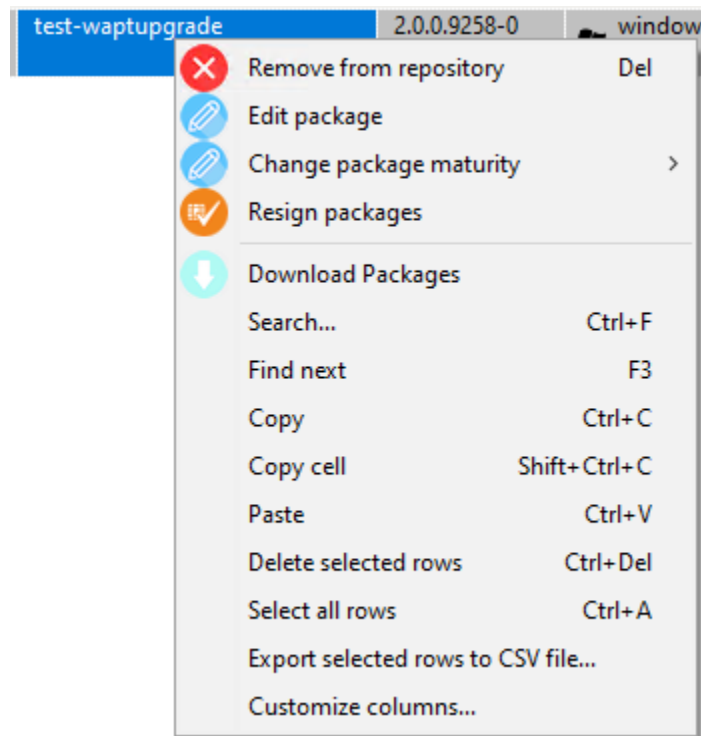 test-waptupgrade 2.0.0.9258-0 window
Remove from repository Del
Edit package
Change package maturity
Resign packages
Download Packages
Search... Ctrl+F
Find next F3
Copy Ctrl+C
Copy cell Shift+Ctrl+C
Paste Ctrl+V
Delete selected rows Ctrl+Del
Select all rows Ctrl+A
Export selected rows to CSV file...
Customize columns...